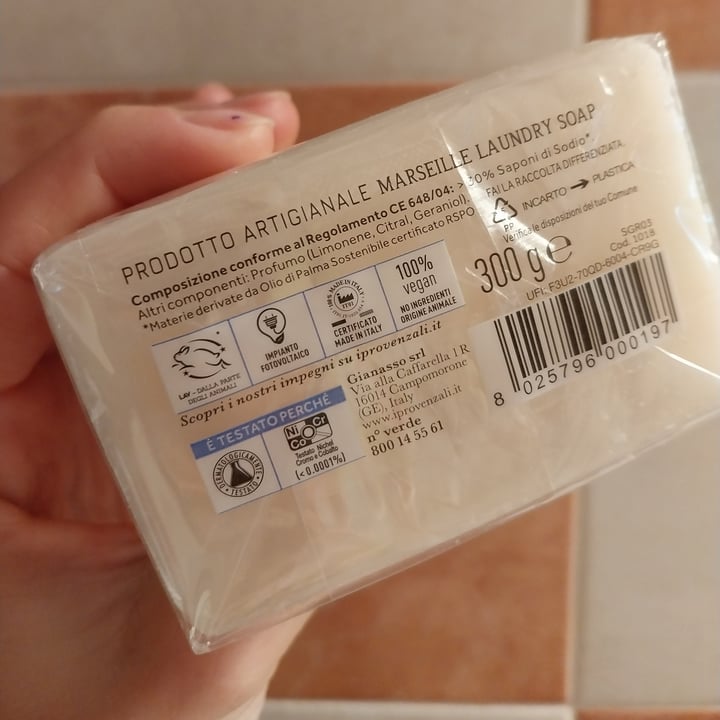 PRODOTTO ARTIGIANALE MARSEILLE LAUNDRY SOAP
Composizione conforme al Regolamento CE 648/04: > 30% Saponi di Sodio*
Altri componenti: Profumo (Limonene, Citral, Geraniol).
*Materie derivate da Olio di Palma Sostenibile certificato RSPO
FAI LA RACCOLTA DIFFERENZIATA.
INCARTO → PLASTICA
PP
Verifica le disposizioni del tuo Comune
300 g e
SGR03
Cod. 1018
UFI: F3U2-70QD-6004-CR9G
8 025796 000197
LAV - DALLA PARTE
DEGLI ANIMALI
IMPIANTO
FOTOVOLTAICO
100% MADE IN ITALY
CERTIFICATO
MADE IN ITALY
100%
vegan
NO INGREDIENTI
ORIGINE ANIMALE
Scopri i nostri impegni su iprovenzali.it
È TESTATO PERCHÉ
DERMATOLOGICAMENTE
TESTATO
Ni
Co Cr
Testato Nichel
Cromo e Cobalto
(<0.0001%)
Gianasso srl
Via alla Caffarella 1 R
16014 Campomorone
(GE), Italy
www.iprovenzali.it
n° verde
800 14 55 61